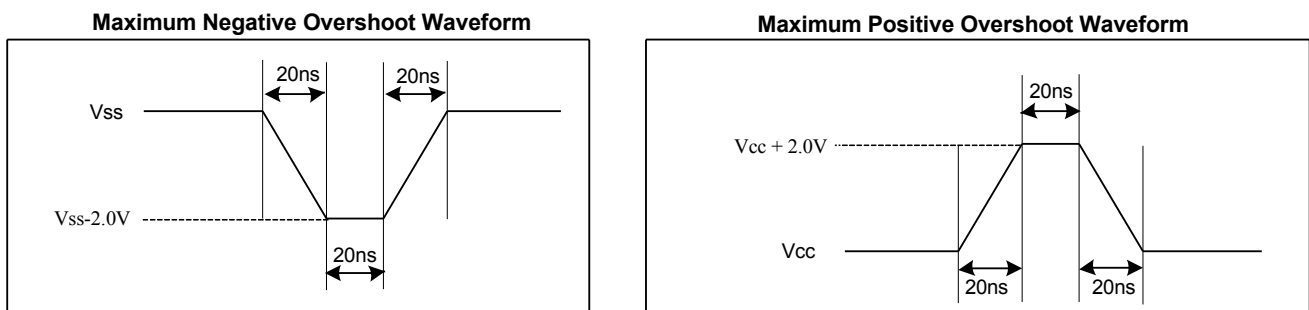 Maximum Negative Overshoot Waveform
20ns
20ns
Vss
Vss-2.0V
20ns
Maximum Positive Overshoot Waveform
20ns
Vcc + 2.0V
Vcc
20ns
20ns